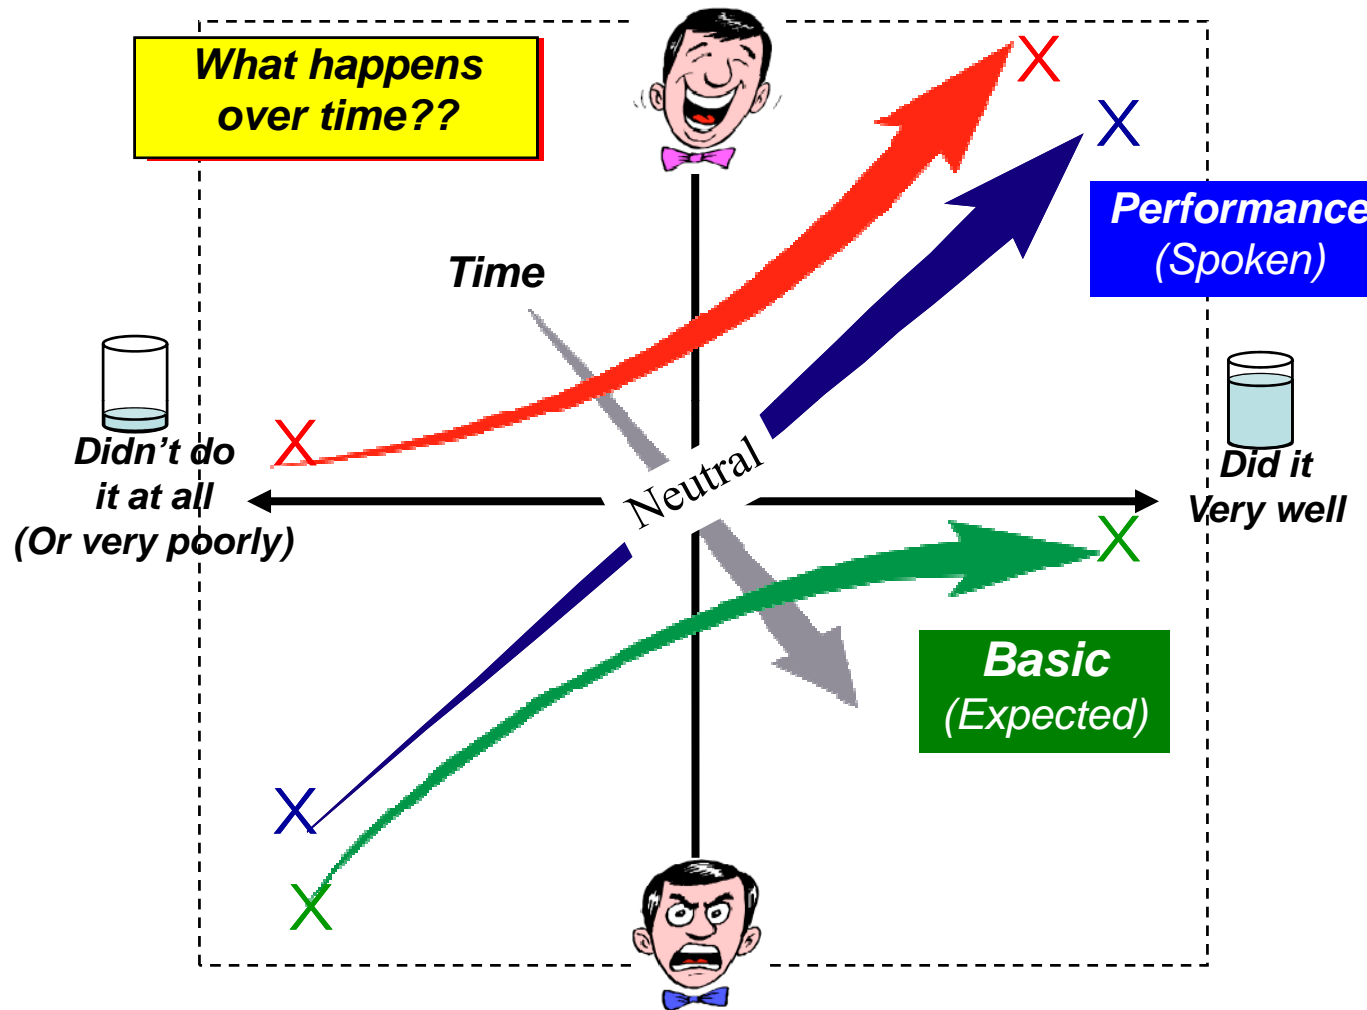 What happens
over time??
Time
Performance
(Spoken)
Didn't do
it at all
(Or very poorly)
Neutral
Did it
Very well
Basic
(Expected)
X
X
X
X
X
X